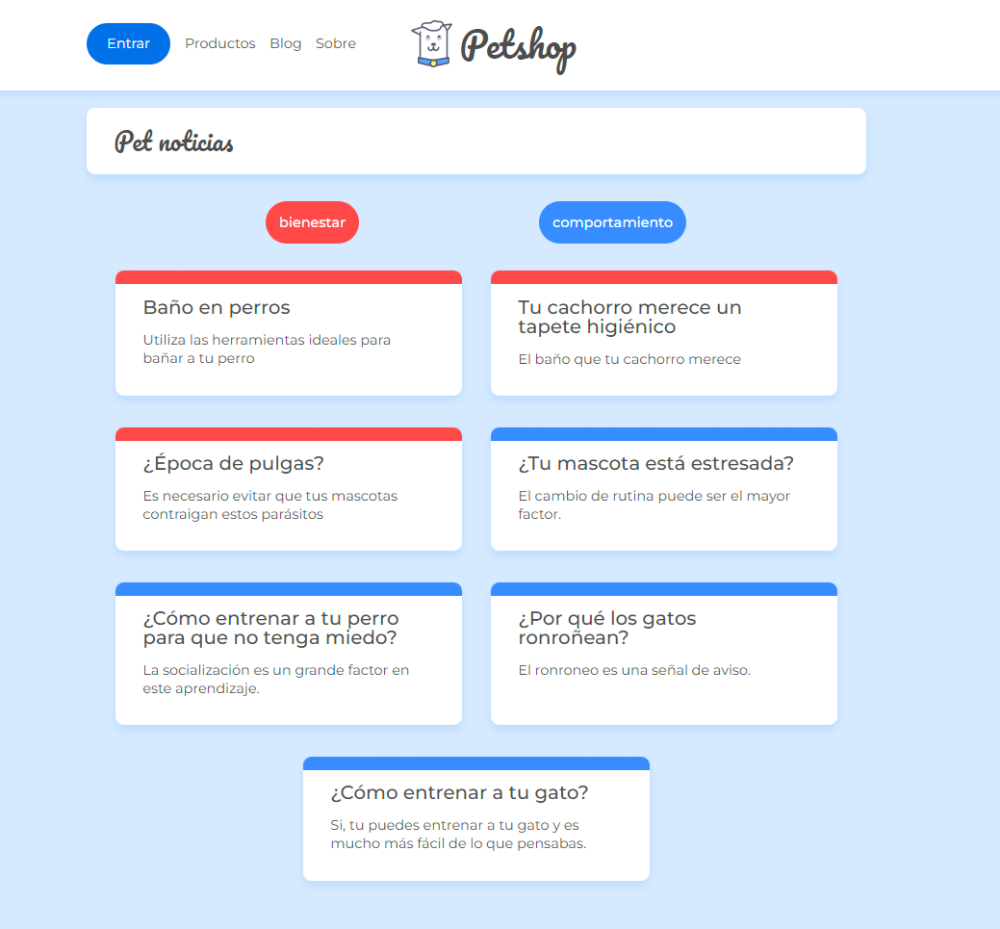 Entrar Productos Blog Sobre Petshop
Pet noticias
bienestar
comportamiento
Baño en perros
Utiliza las herramientas ideales para
bañar a tu perro
Tu cachorro merece un
tapete higiénico
El baño que tu cachorro merece
¿Época de pulgas?
Es necesario evitar que tus mascotas
contraigan estos parásitos
¿Tu mascota está estresada?
El cambio de rutina puede ser el mayor
factor.
¿Cómo entrenar a tu perro
para que no tenga miedo?
La socialización es un grande factor en
este aprendizaje.
¿Por qué los gatos
ronroñean?
El ronroneo es una señal de aviso.
¿Cómo entrenar a tu gato?
Si, tu puedes entrenar a tu gato y es
mucho más fácil de lo que pensabas.